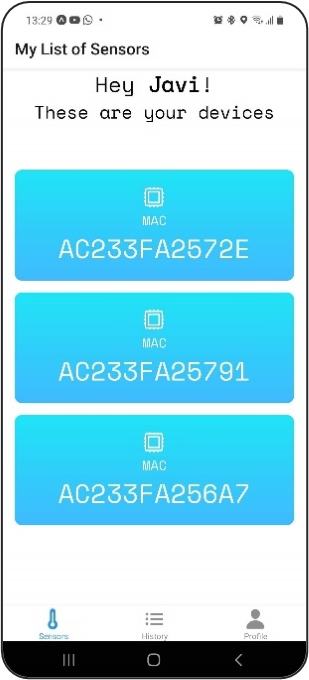 13:29
My List of Sensors
Hey Javi!
These are your devices
MAC
AC233FA2572E
MAC
AC233FA25791
MAC
AC233FA256A7
Sensors
History
Profile